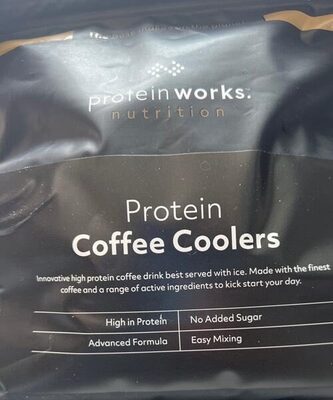 protein works.
nutrition
Protein
Coffee Coolers
Innovative high protein coffee drink best served with ice. Made with the finest
coffee and a range of active ingredients to kick start your day.
High in Protein No Added Sugar
Advanced Formula Easy Mixing